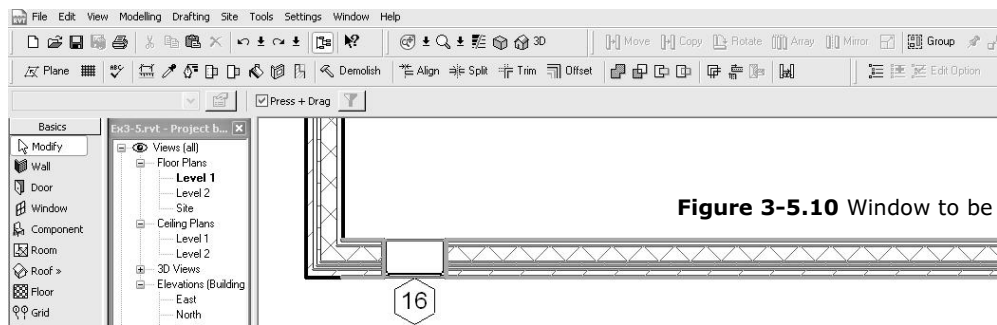 File Edit View Modelling Drafting Site Tools Settings Window Help
3D Move Copy Rotate Array Mirror Group
Plane Demolish Align Split Trim Offset Edit Option
Press + Drag
Basics
Modify
Wall
Door
Window
Component
Room
Roof »
Floor
Grid
Ex3-5.rvt - Project b...
Views (all)
Floor Plans
Level 1
Level 2
Site
Ceiling Plans
Level 1
Level 2
3D Views
Elevations (Building
East
North
Figure 3-5.10 Window to be
16